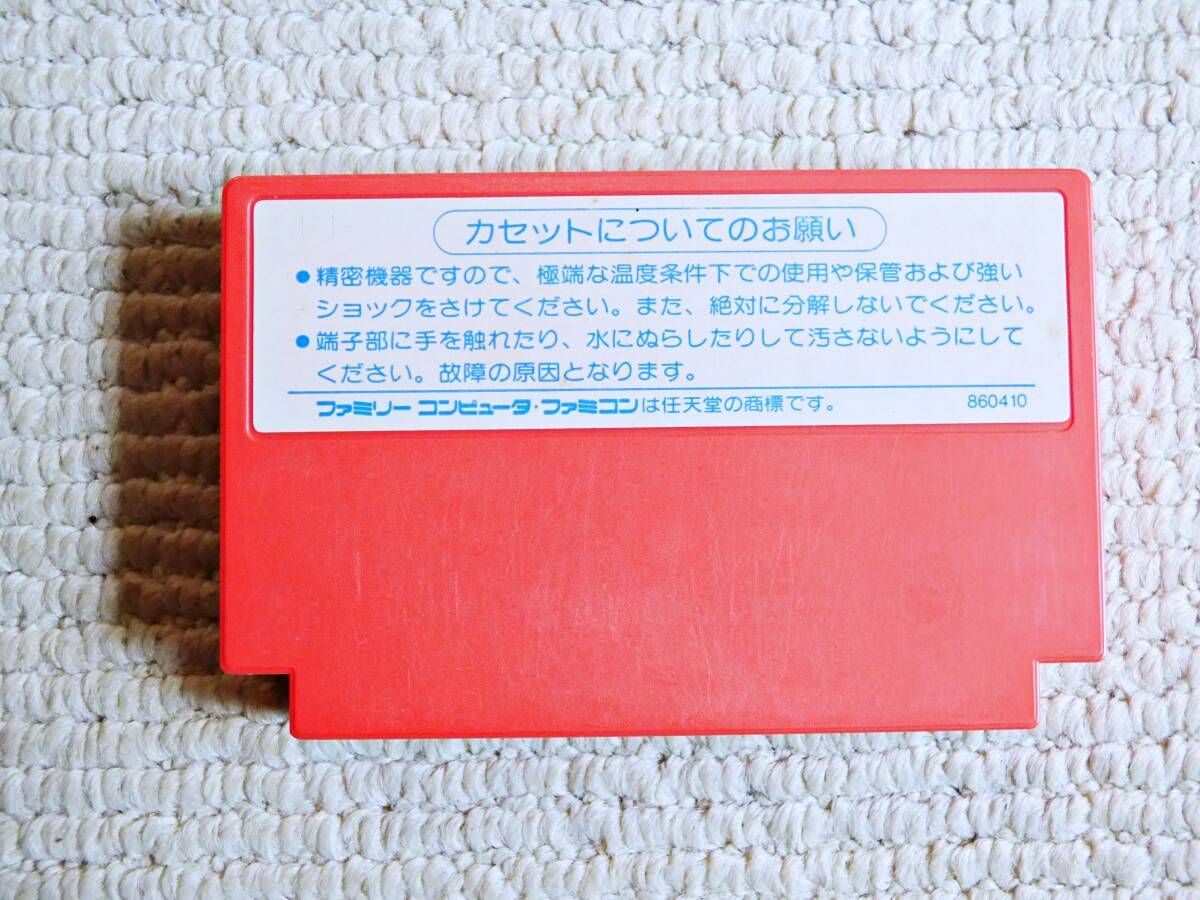 カセットについてのお願い
●精密機器ですので、極端な温度条件下での使用や保管および強い
ショックをさけてください。また、絶対に分解しないでください。
●端子部に手を触れたり、水にぬらしたりして汚さないようにして
ください。故障の原因となります。
ファミリー コンピュータ・ファミコンは任天堂の商標です。 860410